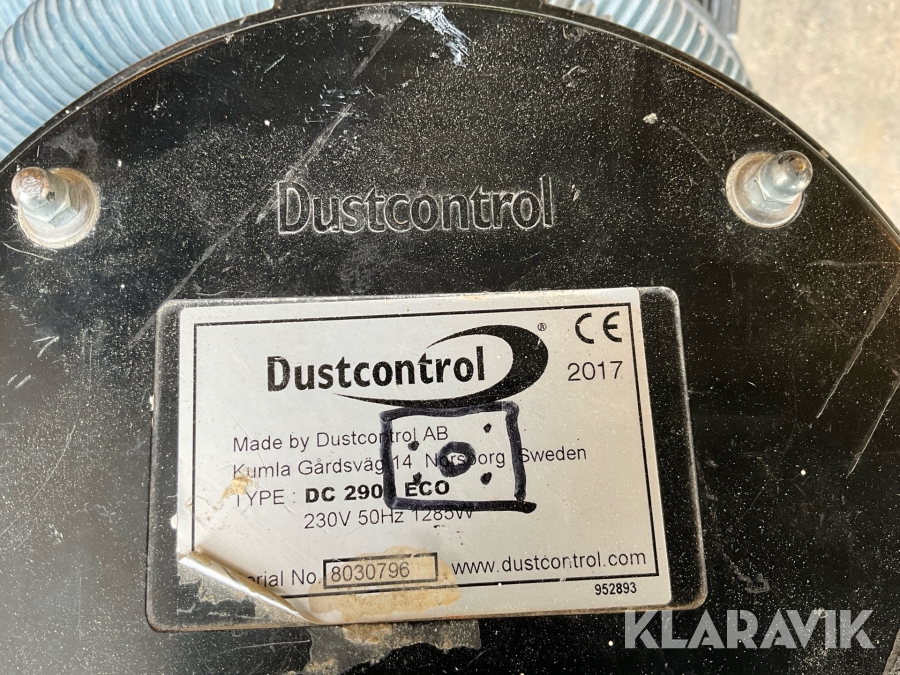 Dustcontrol
Dustcontrol ® CE
2017
Made by Dustcontrol AB
Kumla Gårdsväg 14 Norsborg Sweden
TYPE : DC ECO
230V 50Hz 1285W
Serial No. 8030796 www.dustcontrol.com
952893
KLARAVIK